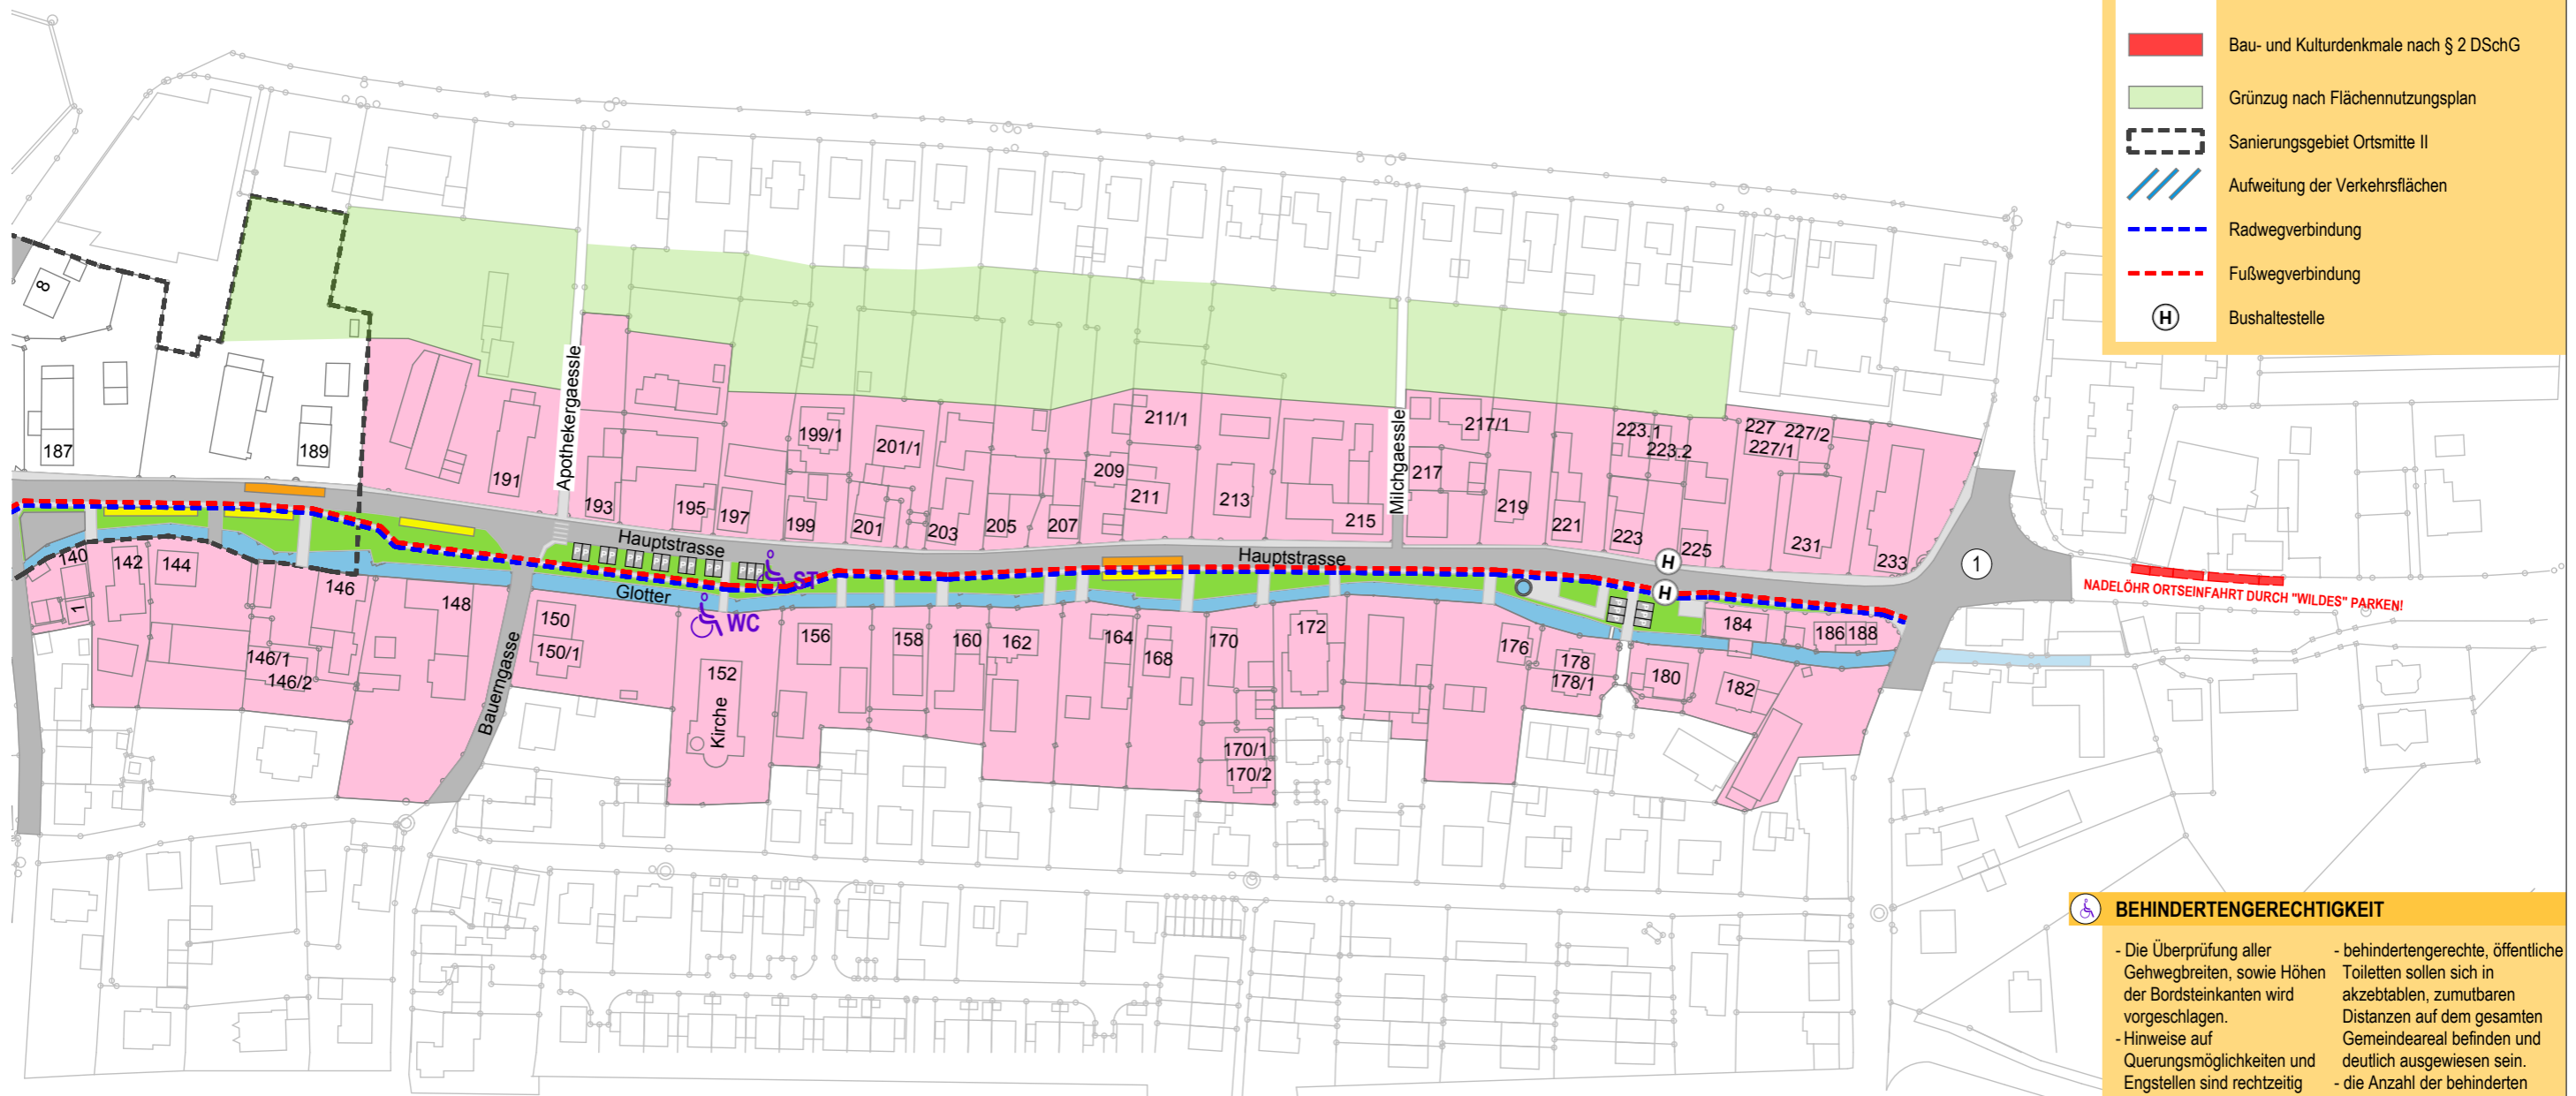 Bau- und Kulturdenkmale nach § 2 DSchG
Grünzug nach Flächennutzungsplan
Sanierungsgebiet Ortsmitte II
Aufweitung der Verkehrsflächen
Radwegverbindung
Fußwegverbindung
H Bushaltestelle
8
187
189
191
Apothekergaessle
193
195
197
199/1
199
201/1
201
203
205
207
209
211/1
211
213
215
Milchgaessle
217/1
217
219
221
223.1
223.2
223
225
227 227/2
227/1
231
233
Hauptstrasse
Hauptstrasse
H
H
1
NADELÖHR ORTSEINFAHRT DURCH "WILDES" PARKEN!
ST
WC
Glotter
140
1
142
144
146
146/1
146/2
148
Bauerngasse
150
150/1
152
Kirche
156
158
160
162
164
168
170
170/1
170/2
172
176
178
178/1
180
182
184
186 188
BEHINDERTENGERECHTIGKEIT
- Die Überprüfung aller
Gehwegbreiten, sowie Höhen
der Bordsteinkanten wird
vorgeschlagen.
- Hinweise auf
Querungsmöglichkeiten und
Engstellen sind rechtzeitig
- behindertengerechte, öffentliche
Toiletten sollen sich in
akzebtablen, zumutbaren
Distanzen auf dem gesamten
Gemeindeareal befinden und
deutlich ausgewiesen sein.
- die Anzahl der behinderten